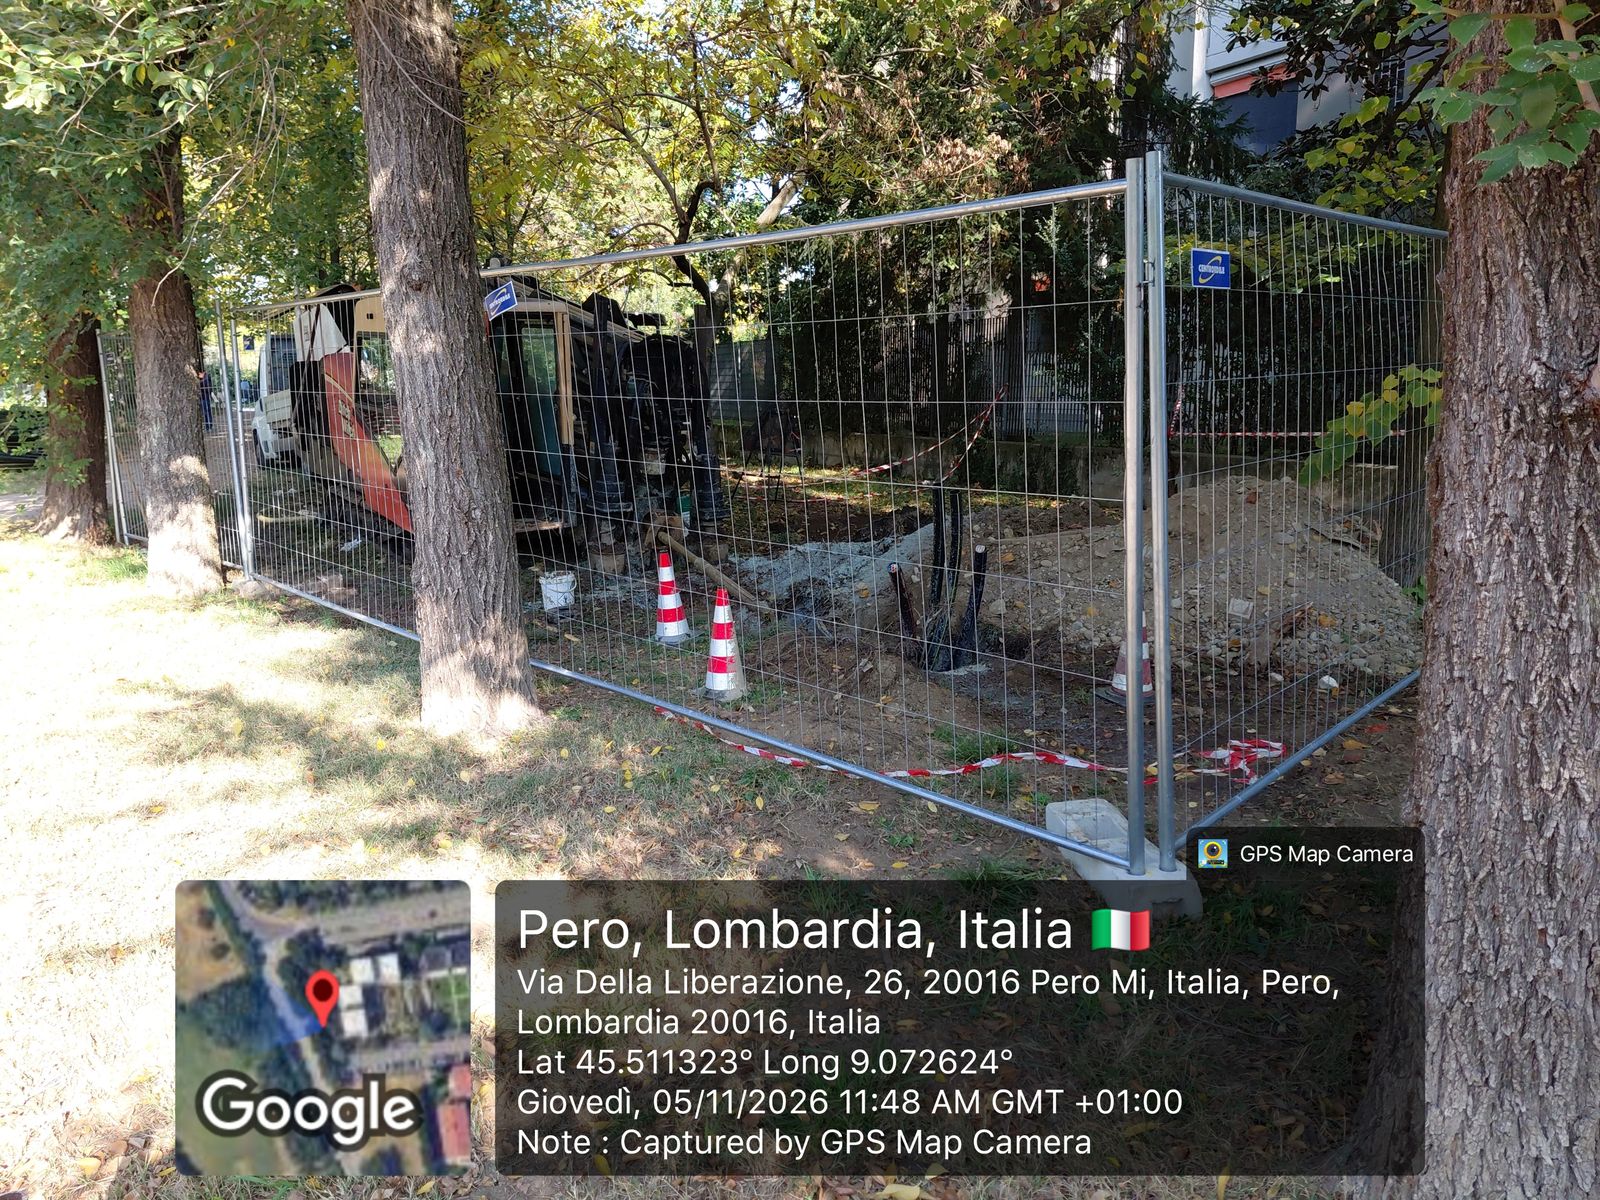 CENTROEDILE
CENTROEDILE
GPS Map Camera
Pero, Lombardia, Italia
Via Della Liberazione, 26, 20016 Pero Mi, Italia, Pero,
Lombardia 20016, Italia
Lat 45.511323° Long 9.072624°
Giovedì, 05/11/2026 11:48 AM GMT +01:00
Note : Captured by GPS Map Camera
Google